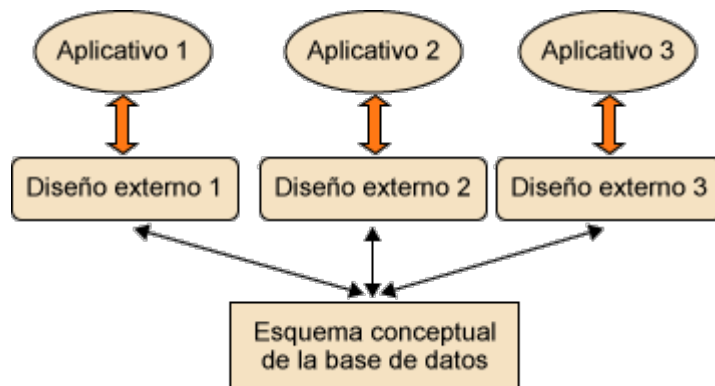 Aplicativo 1
Aplicativo 2
Aplicativo 3
Diseño externo 1
Diseño externo 2
Diseño externo 3
Esquema conceptual
de la base de datos